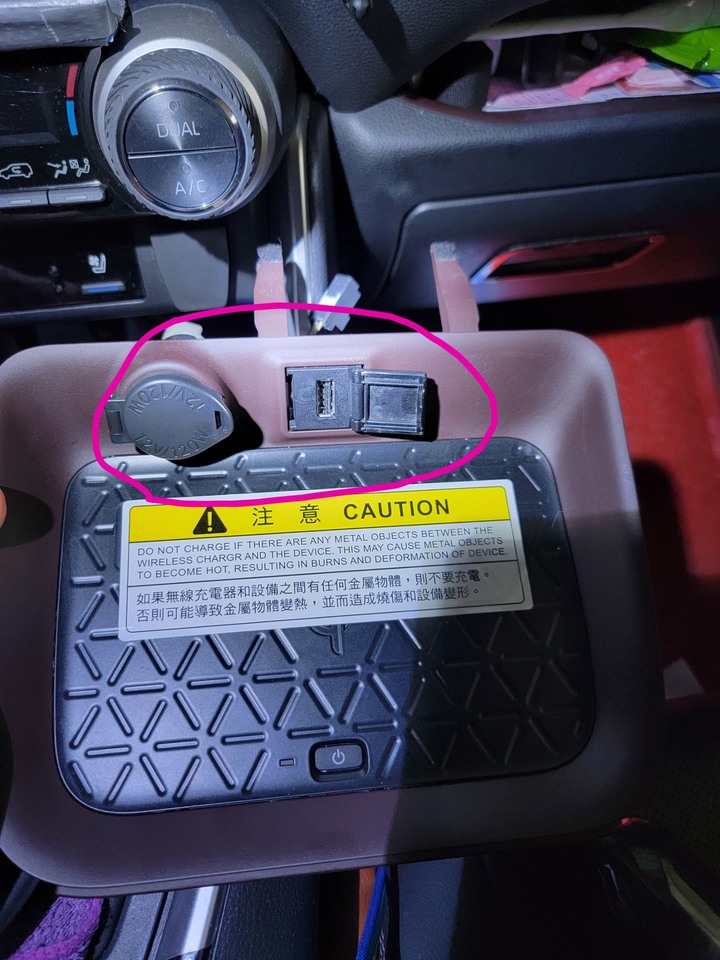 DUAL
A/C
12V/120W
12V/120W
注 意 CAUTION
DO NOT CHARGE IF THERE ARE ANY METAL OBJECTS BETWEEN THE
WIRELESS CHARGR AND THE DEVICE. THIS MAY CAUSE METAL OBJECTS
TO BECOME HOT, RESULTING IN BURNS AND DEFORMATION OF DEVICE.
如果無線充電器和設備之間有任何金屬物體，則不要充電。
否則可能導致金屬物體變熱，並而造成燒傷和設備變形。